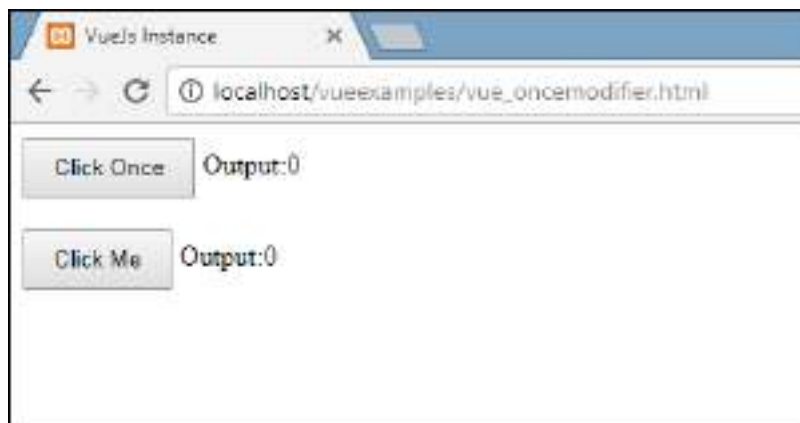 VueJs Instance
localhost/vueexamples/vue_oncemodifier.html
Click Once Output:0
Click Me Output:0